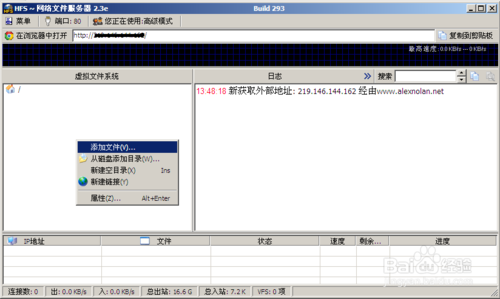 HFS ~ 网络文件服务器 2.3e Build 293
菜单 端口: 80 您正在使用:高级模式
在浏览器中打开 http:// 复制到剪贴板
最高速度:0.0 KB/s --- 0 KB/s
虚拟文件系统 日志 搜索
/
13:48:18 新获取外部地址: 219.146.144.162 经由www.alexnolan.net
添加文件(V)...
从磁盘添加目录(W)...
新建空目录(X) Ins
新建链接(Y)
属性(Z)... Alt+Enter
IP地址 文件 状态 速度 剩余... 进度
Baidu经验
连接数: 0 出: 0.0 KB/s 入: 0.0 KB/s 总出站: 16.6 G 总入站: 7.2 K VFS: 0 项